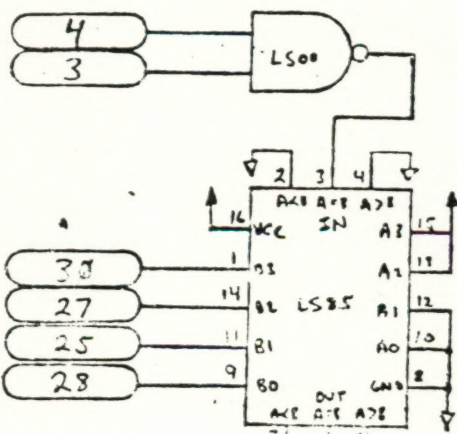 4
3
LS00
2 3 4
A<B A=B A>B
IN
16 VCC A3 15
A2 13
30 1 B3
LS85
27 14 B2 A1 12
25 11 B1 A0 10
28 9 B0 GND 8
OUT
A<B A=B A>B